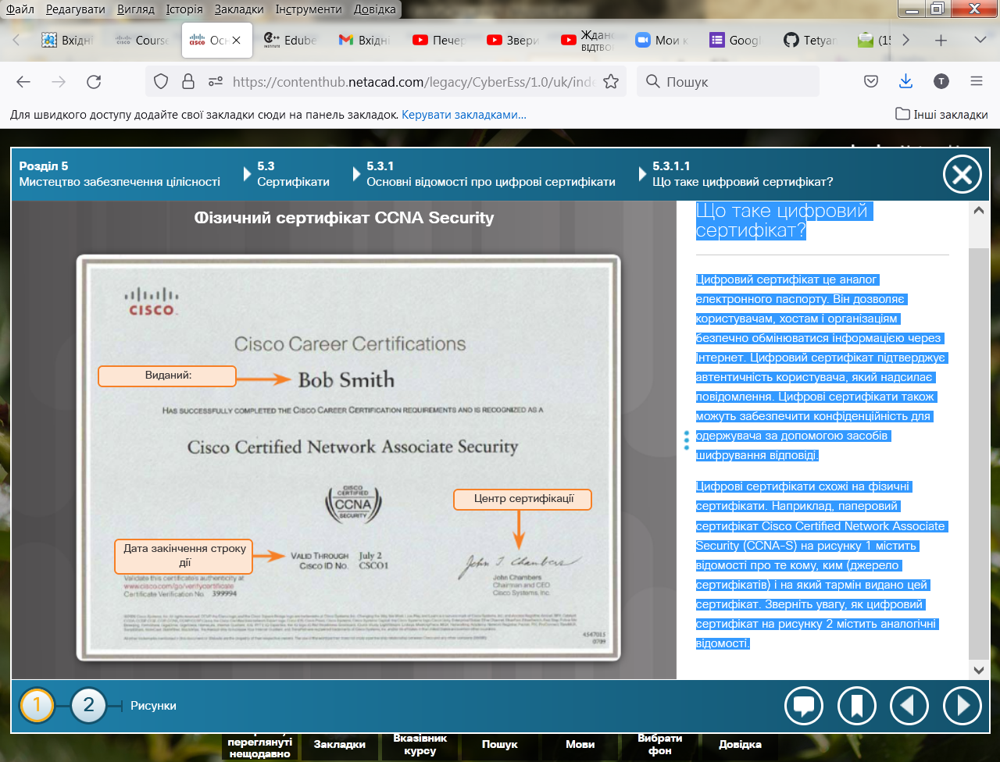 Файл Редагувати Вигляд Історія Закладки Інструменти Довідка
Вхідні Course Осн Edube Вхідні Печер Звери Ждано ВІДТВО Мои к Googl Tetyan (15
https://contenthub.netacad.com/legacy/CyberEss/1.0/uk/inde Пошук
Для швидкого доступу додайте свої закладки сюди на панель закладок. Керувати закладками... Інші закладки
Розділ 5
Мистецтво забезпечення цілісності
5.3
Сертифікати
5.3.1
Основні відомості про цифрові сертифікати
5.3.1.1
Що таке цифровий сертифікат?
Фізичний сертифікат CCNA Security
CISCO
Cisco Career Certifications
Виданий:
Bob Smith
HAS SUCCESSFULLY COMPLETED THE CISCO CAREER CERTIFICATION REQUIREMENTS AND IS RECOGNIZED AS A
Cisco Certified Network Associate Security
CISCO
CERTIFIED
CCNA
SECURITY
Центр сертифікації
Дата закінчення строку
дії
VALID THROUGH July 2
CISCO ID NO. CSCO1
John T. Chambers
Validate this certificate's authenticity at
www.cisco.com/go/verifycertificate
Certificate Verification No. 399994
John Chambers
Chairman and CEO
Cisco Systems, Inc.
4547015
0709
Що таке цифровий
сертифікат?
Цифровий сертифікат це аналог
електронного паспорту. Він дозволяє
користувачам, хостам і організаціям
безпечно обмінюватися інформацією через
Інтернет. Цифровий сертифікат підтверджує
автентичність користувача, який надсилає
повідомлення. Цифрові сертифікати також
можуть забезпечити конфіденційність для
одержувача за допомогою засобів
шифрування відповіді.
Цифрові сертифікати схожі на фізичні
сертифікати. Наприклад, паперовий
сертифікат Cisco Certified Network Associate
Security (CCNA-S) на рисунку 1 містить
відомості про те кому, ким (джерело
сертифікатів) і на який тармін видано цей
сертифікат. Зверніть увагу, як цифровий
сертифікат на рисунку 2 містить аналогічні
відомості.
1 2 Рисунки
переглянуті
нещодавно
Закладки
Вказівник
курсу
Пошук
Мови
Вибрати
фон
Довідка